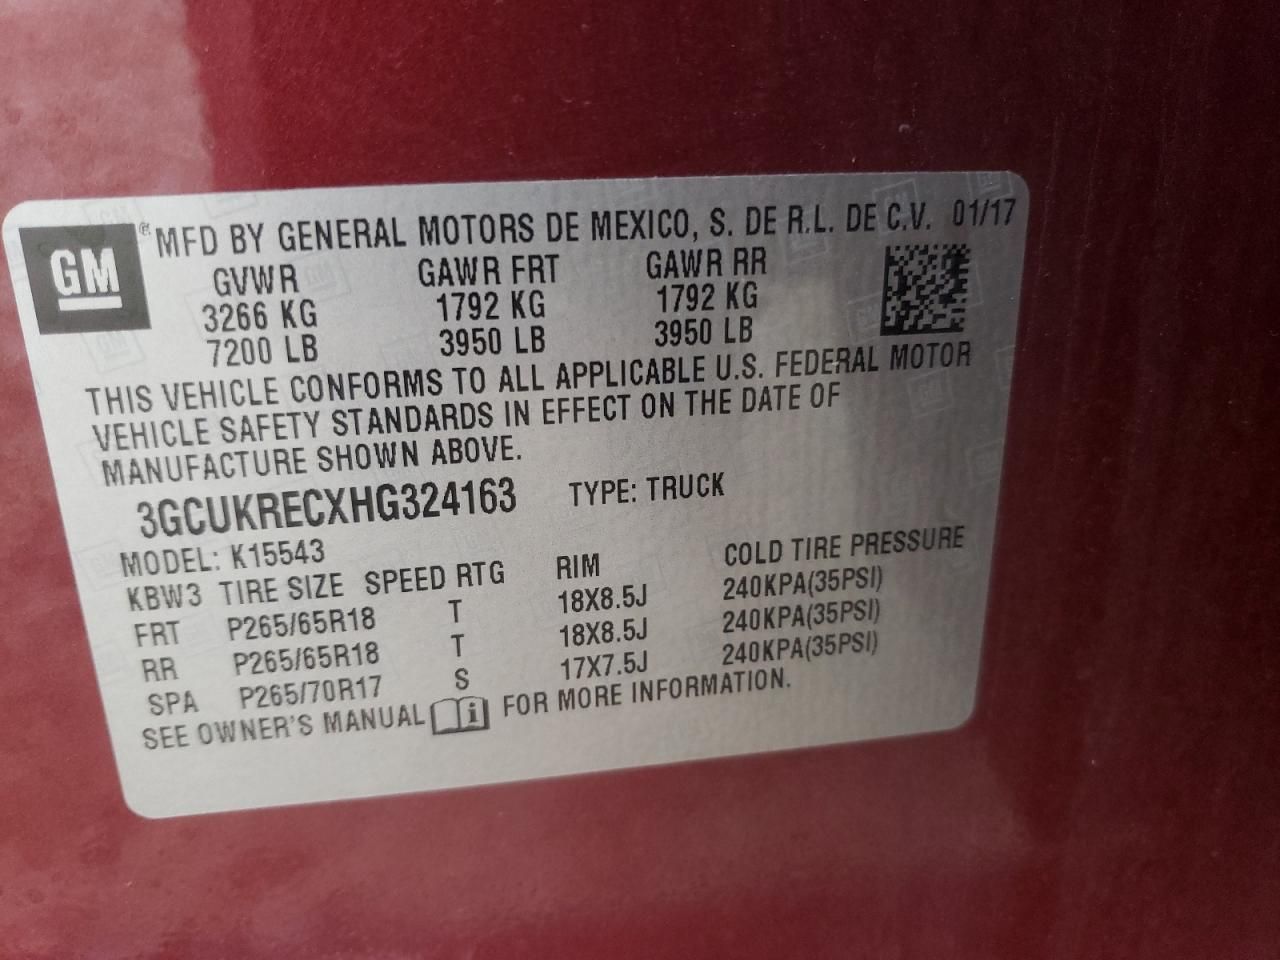 GM ® MFD BY GENERAL MOTORS DE MEXICO, S. DE R.L. DE C.V. 01/17
GVWR GAWR FRT GAWR RR
3266 KG 1792 KG 1792 KG
7200 LB 3950 LB 3950 LB
THIS VEHICLE CONFORMS TO ALL APPLICABLE U.S. FEDERAL MOTOR
VEHICLE SAFETY STANDARDS IN EFFECT ON THE DATE OF
MANUFACTURE SHOWN ABOVE.
3GCUKRECXHG324163 TYPE: TRUCK
MODEL: K15543
KBW3 TIRE SIZE SPEED RTG RIM COLD TIRE PRESSURE
FRT P265/65R18 T 18X8.5J 240KPA(35PSI)
RR P265/65R18 T 18X8.5J 240KPA(35PSI)
SPA P265/70R17 S 17X7.5J 240KPA(35PSI)
SEE OWNER'S MANUAL i FOR MORE INFORMATION.